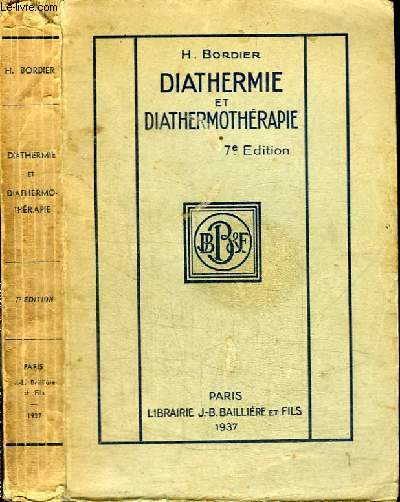 Le-livre.com
H. BORDIER
DIATHERMIE
ET
DIATHERMO-
THÉRAPIE
7e EDITION
PARIS
J.-B. Baillière
et Fils
1937
H. BORDIER
DIATHERMIE
ET
DIATHERMOTHÉRAPIE
7e Edition
JBB&F
PARIS
LIBRAIRIE J.-B. BAILLIÈRE ET FILS
1937